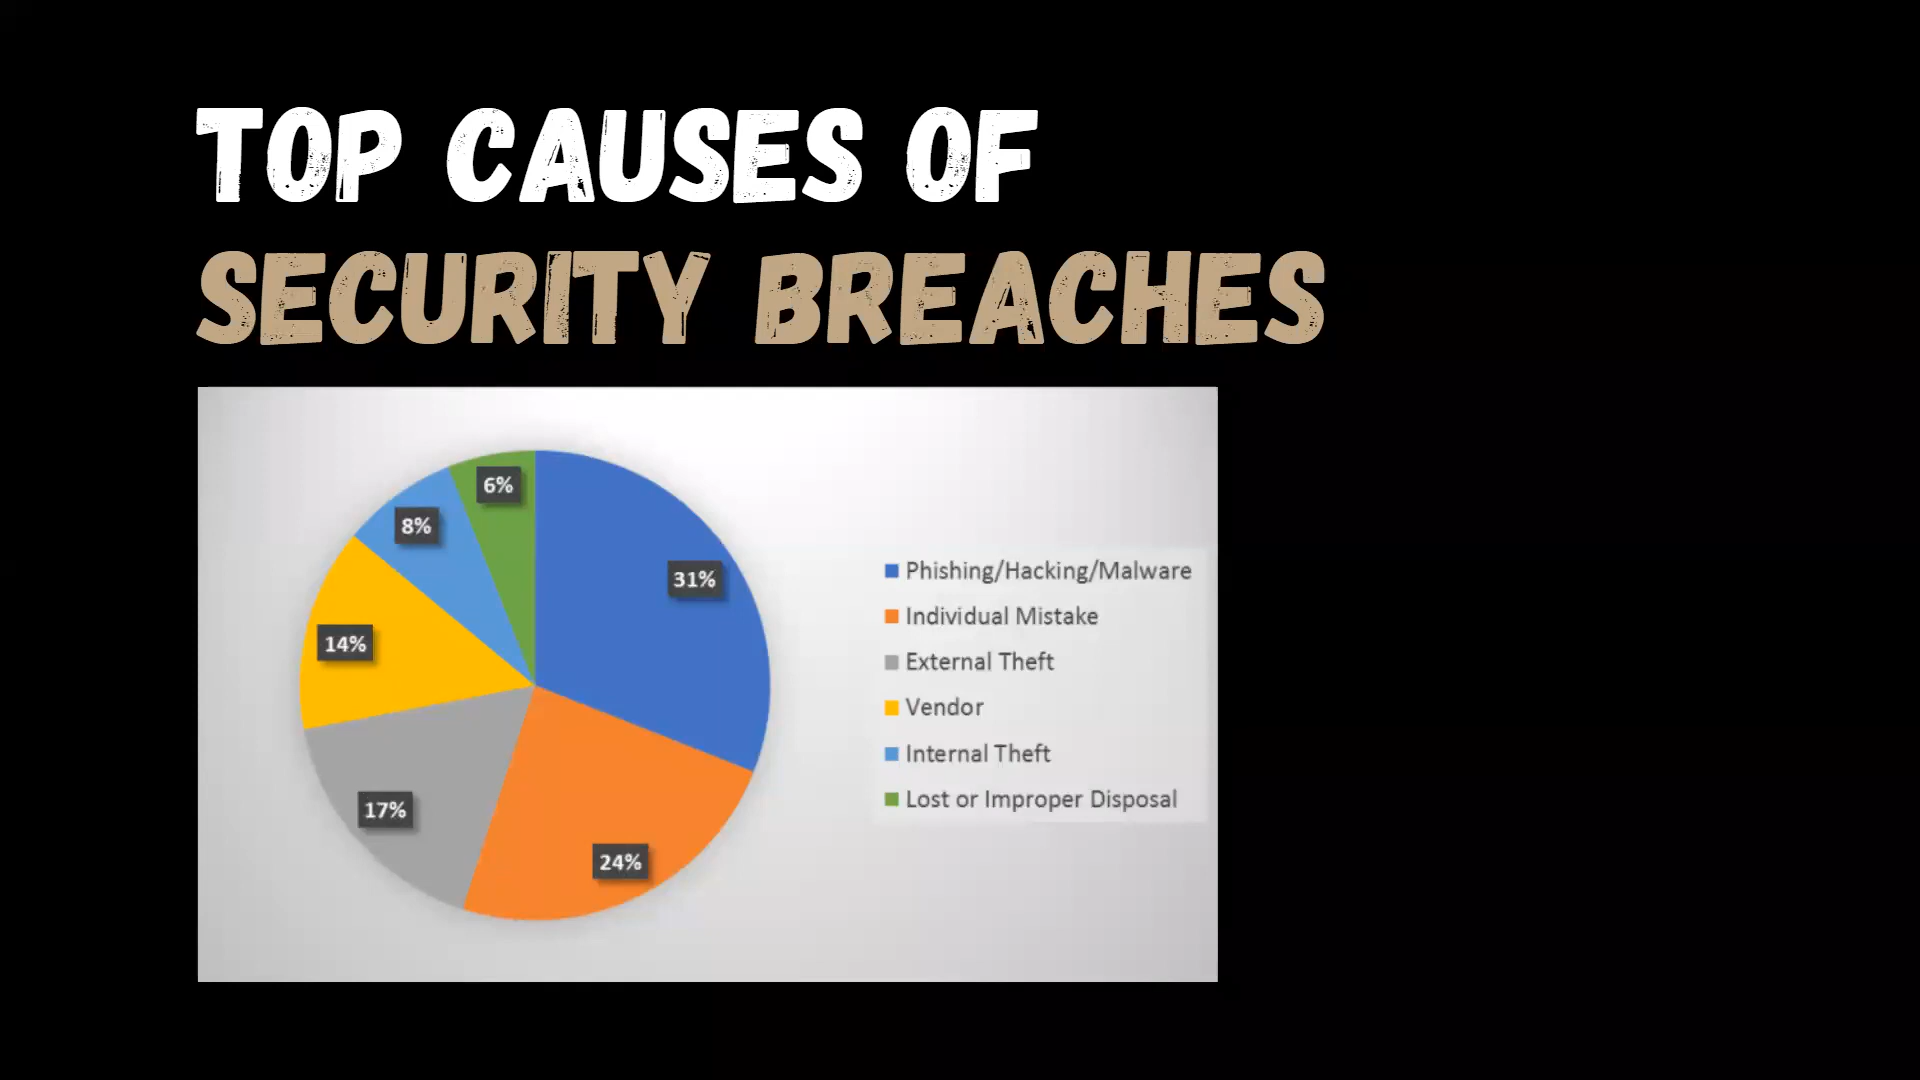 TOP CAUSES OF
SECURITY BREACHES
6%
8%
31%
14%
17%
24%
Phishing/Hacking/Malware
Individual Mistake
External Theft
Vendor
Internal Theft
Lost or Improper Disposal